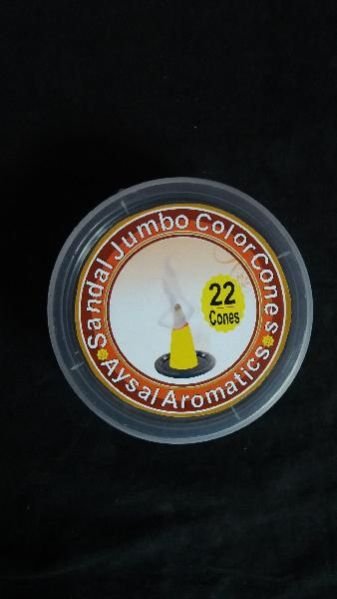 Sandal Jumbo Color Cones
22
Cones
Aysal Aromatics